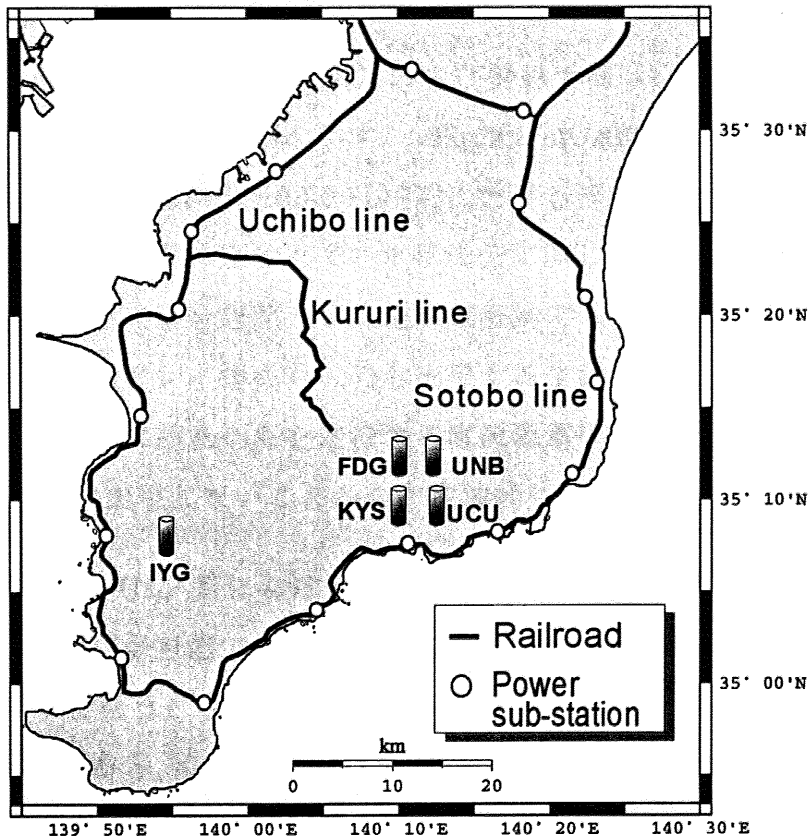 35° 30'N
Uchibo line
Kururi line
35° 20'N
Sotobo line
FDG UNB
35° 10'N
KYS UCU
IYG
Railroad
Power
sub-station
35° 00'N
km
0 10 20
139° 50'E 140° 00'E 140° 10'E 140° 20'E 140° 30'E